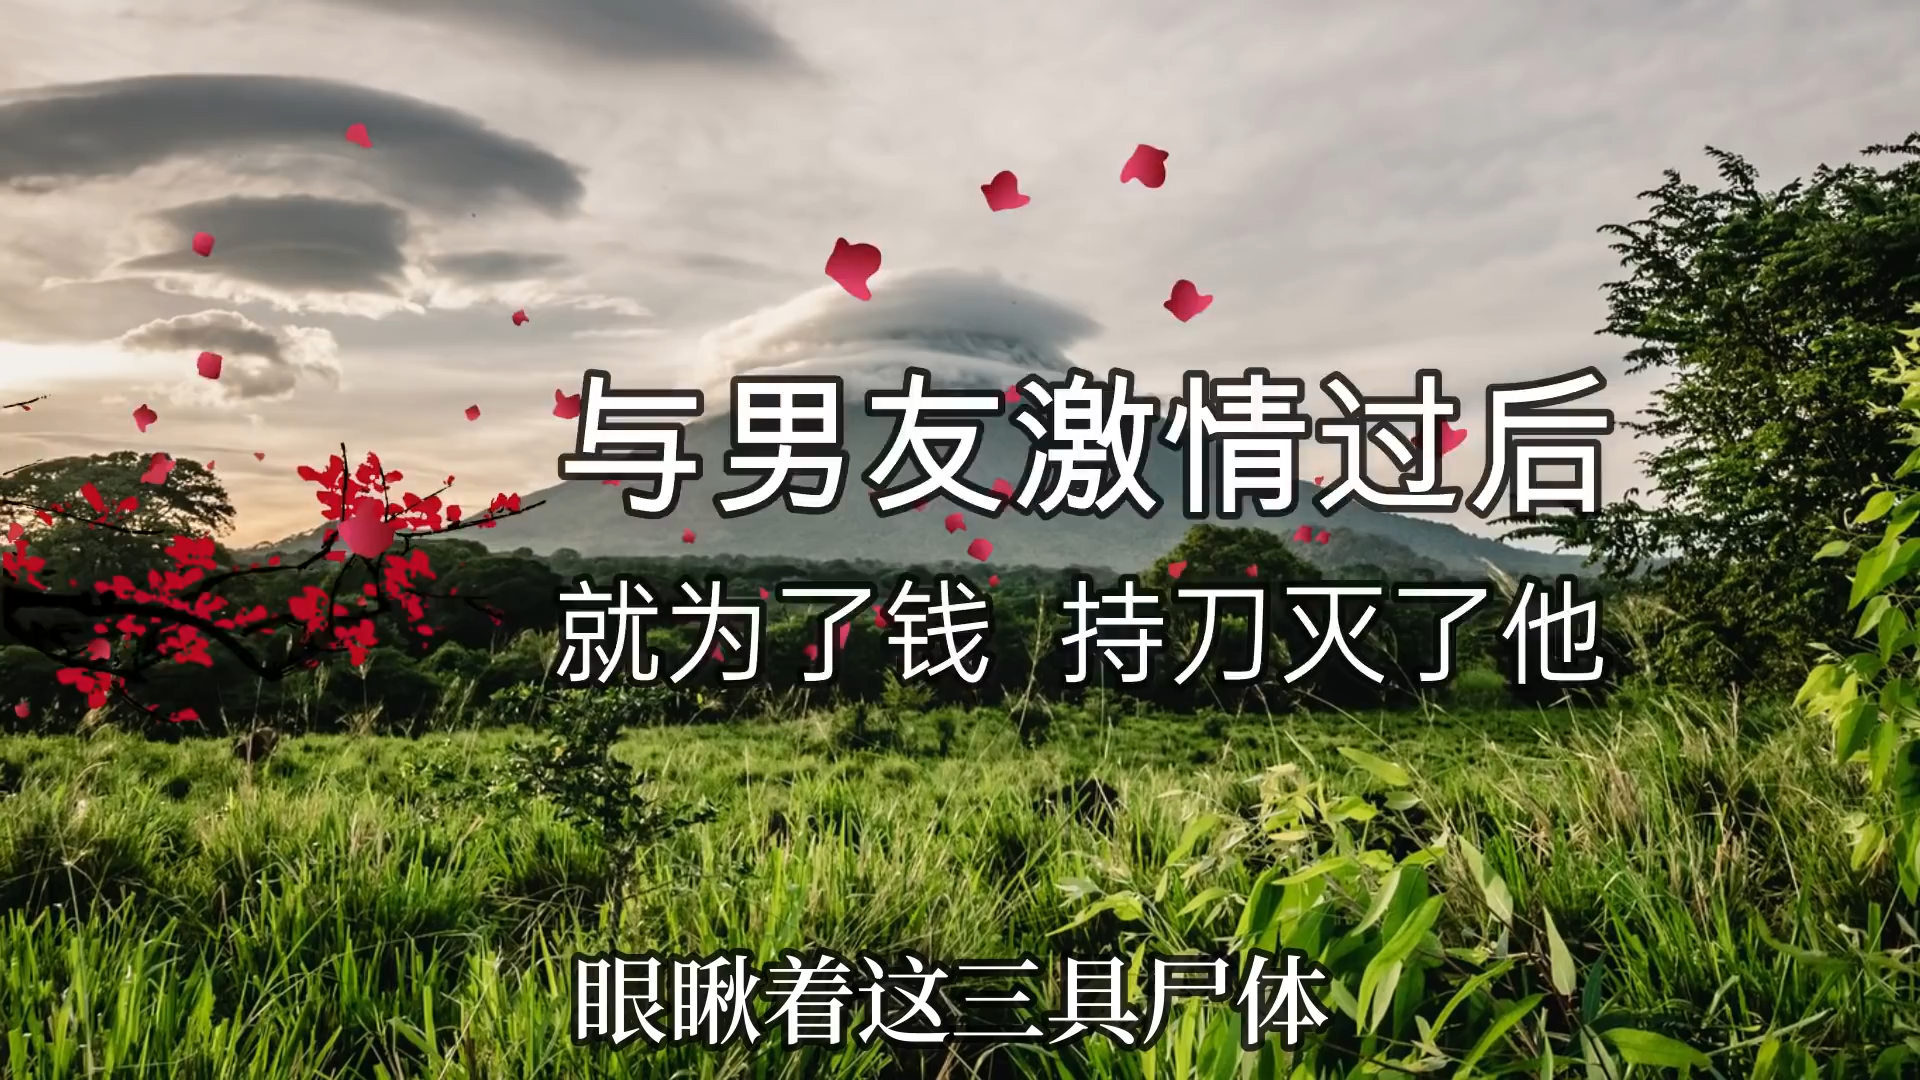 与男友激情过后
就为了钱 持刀灭了他
眼瞅着这三具尸体